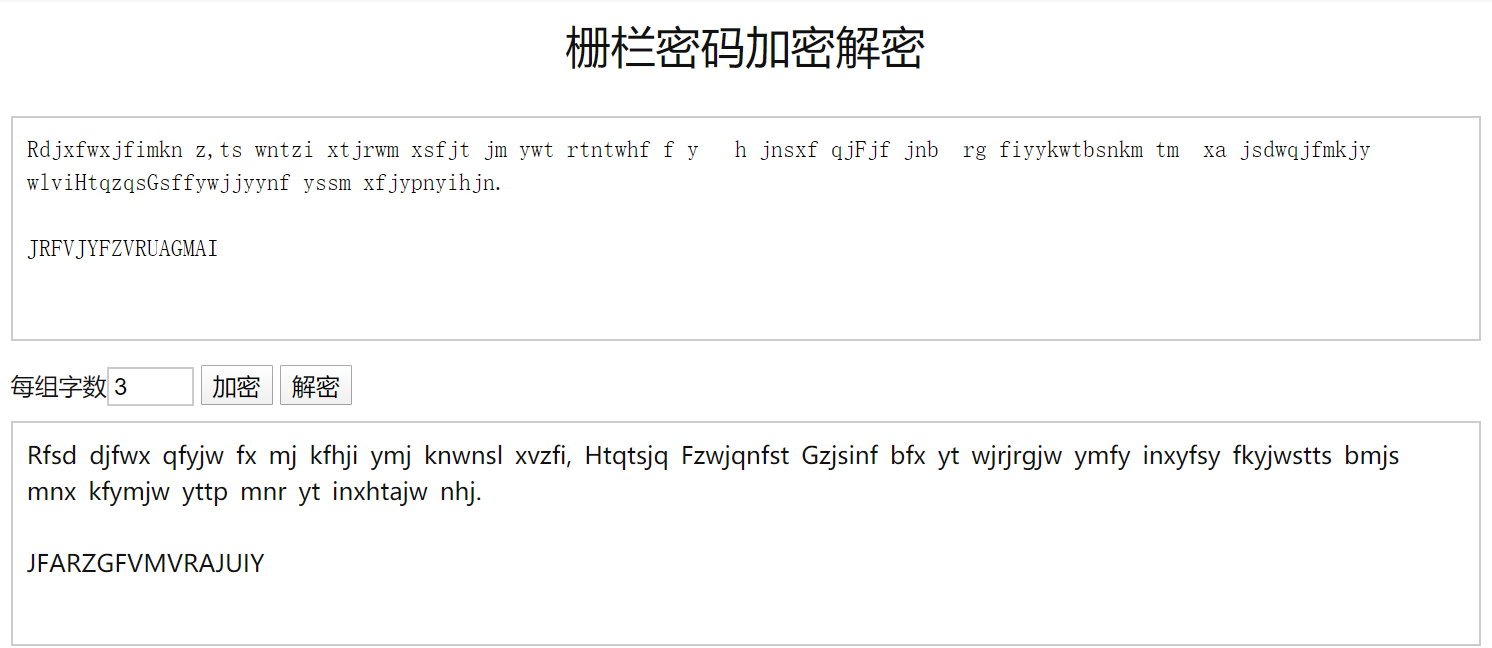 栅栏密码加密解密
Rdjxfwxjfimkn z,ts wntzi xtjrwm xsfjt jm ywt rtntwhf f y   h jnsxf qjFjf jnb  rg fiyykwtbsnkm tm  xa jsdwqjfmkjy
wlviHtqzqsGsffywjjyynf yssm xfjypnyihjn.
JRFVJYFZVRUAGMAI
每组字数3 加密 解密
Rfsd djfwx qfyjw fx mj kfhji ymj knwnsl xvzfi, Htqtsjq Fzwjqnfst Gzjsinf bfx yt wjrjrgjw ymfy inxyfsy fkyjwstts bmjs
mnx kfymjw yttp mnr yt inxhtajw nhj.
JFARZGFVMVRAJUIY